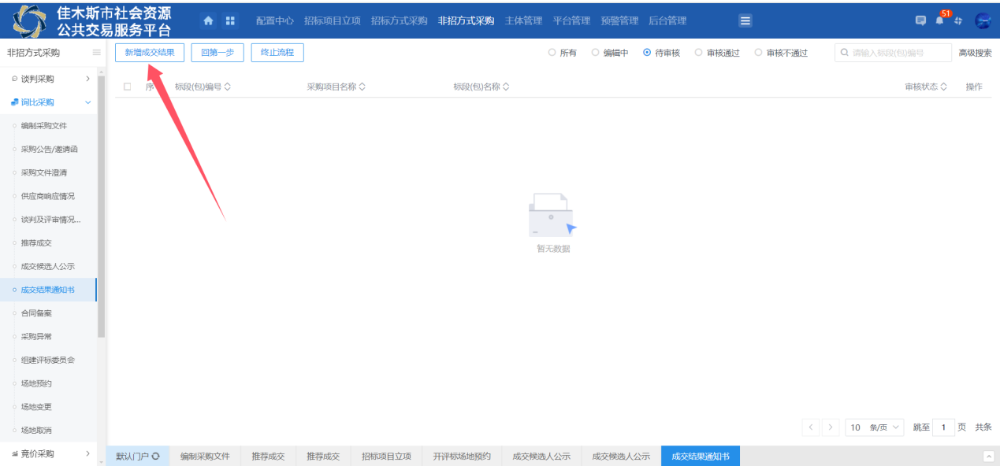 佳木斯市社会资源
公共交易服务平台
配置中心 招标项目立项 招标方式采购 非招方式采购 主体管理 平台管理 预警管理 后台管理
51
非招方式采购
新增成交结果 回第一步 终止流程
所有 编辑中 待审核 审核通过 审核不通过
请输入标段(包)编号 高级搜索
序 标段(包)编号 采购项目名称 标段(包)名称 审核状态 操作
谈判采购
询比采购
编制采购文件
采购公告/邀请函
采购文件澄清
供应商响应情况
谈判及评审情况...
推荐成交
成交候选人公示
成交结果通知书
合同备案
采购异常
组建评标委员会
场地预约
场地变更
场地取消
竞价采购
暂无数据
10 条/页 跳至 1 页 共条
默认门户 编制采购文件 推荐成交 推荐成交 招标项目立项 开评标场地预约 成交候选人公示 成交候选人公示 成交结果通知书